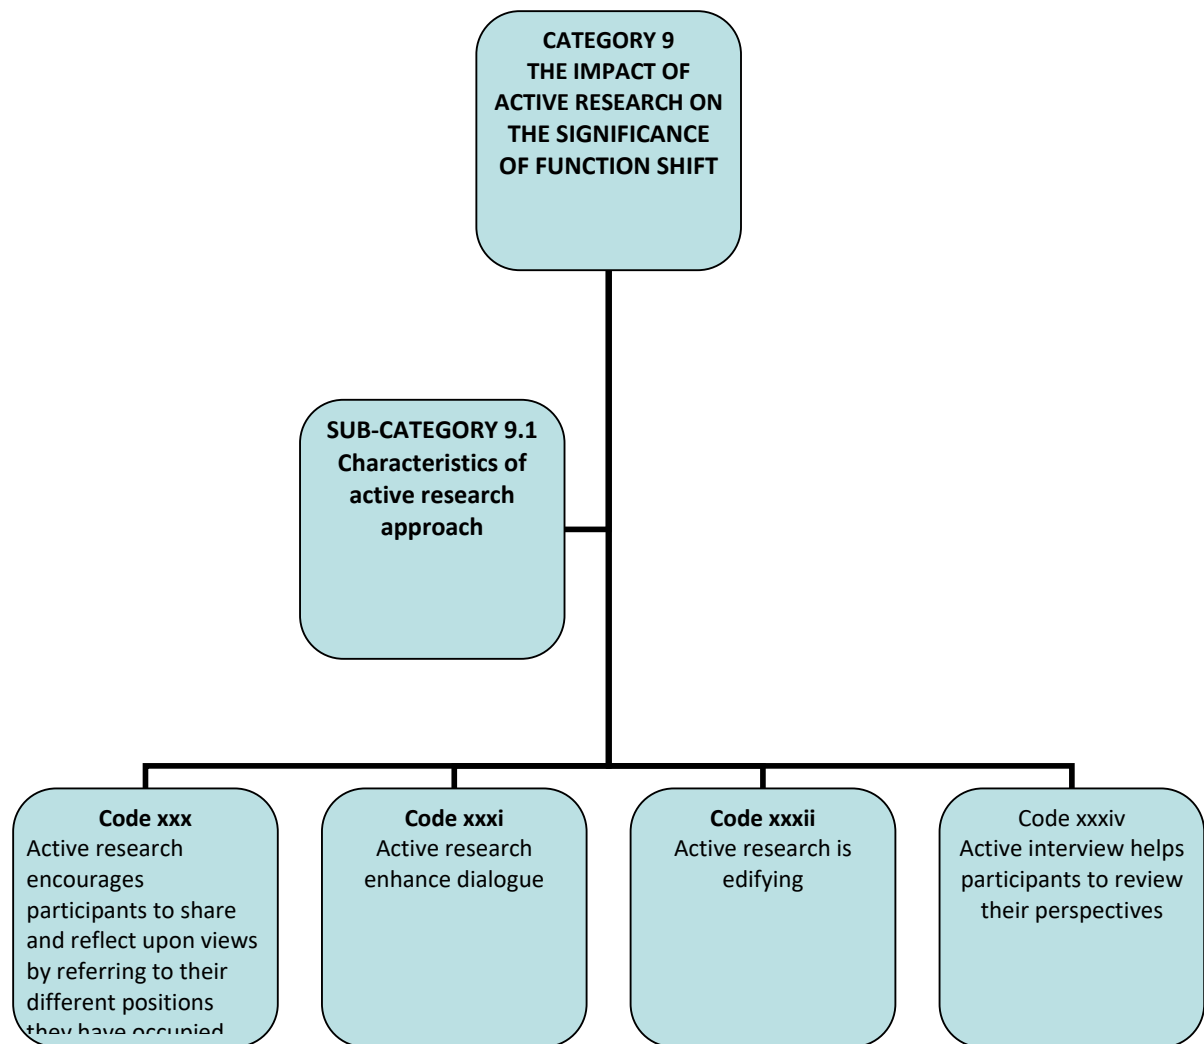 CATEGORY 9
THE IMPACT OF
ACTIVE RESEARCH ON
THE SIGNIFICANCE
OF FUNCTION SHIFT
SUB-CATEGORY 9.1
Characteristics of
active research
approach
Code xxx
Active research
encourages
participants to share
and reflect upon views
by referring to their
different positions
they have occupied
Code xxxi
Active research
enhance dialogue
Code xxxii
Active research is
edifying
Code xxxiv
Active interview helps
participants to review
their perspectives